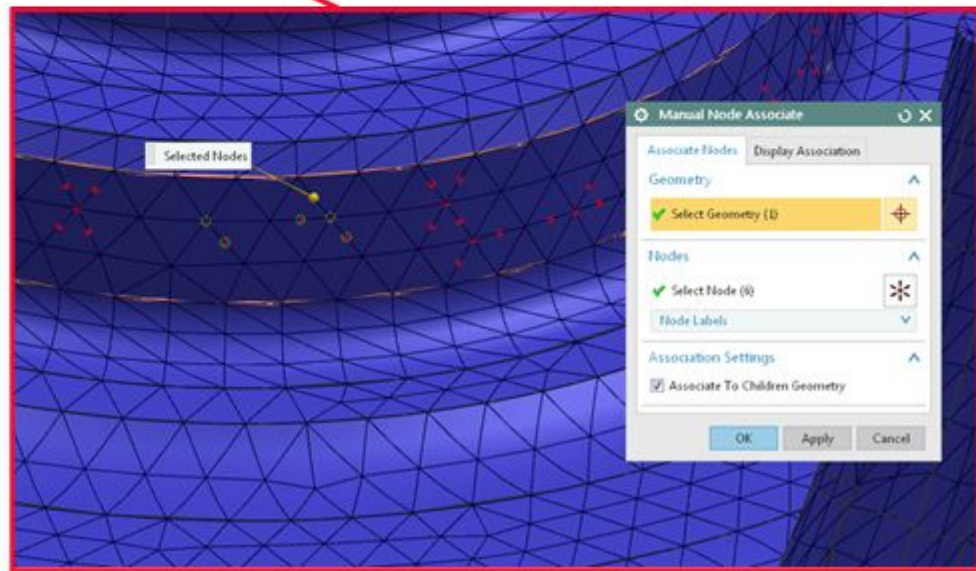 Manual Node Associate
Associate Nodes
Display Association
Geometry
Selected Nodes
Select Geometry (1)
Nodes
Select Node (6)
Node Labels
Association Settings
Associate To Children Geometry
OK
Apply
Cancel